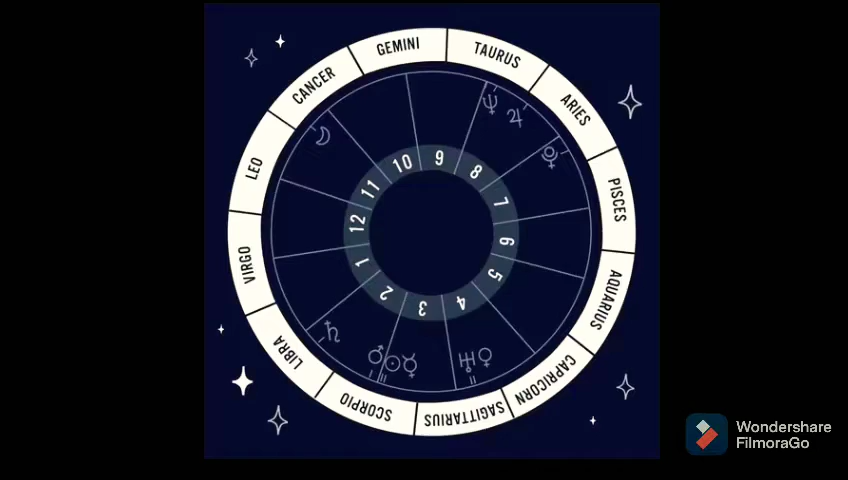 GEMINI
TAURUS
ARIES
PISCES
AQUARIUS
CAPRICORN
SAGITTARIUS
SCORPIO
LIBRA
VIRGO
LEO
CANCER
1
2
3
4
5
6
7
8
9
10
11
12
Wondershare
FilmoraGo